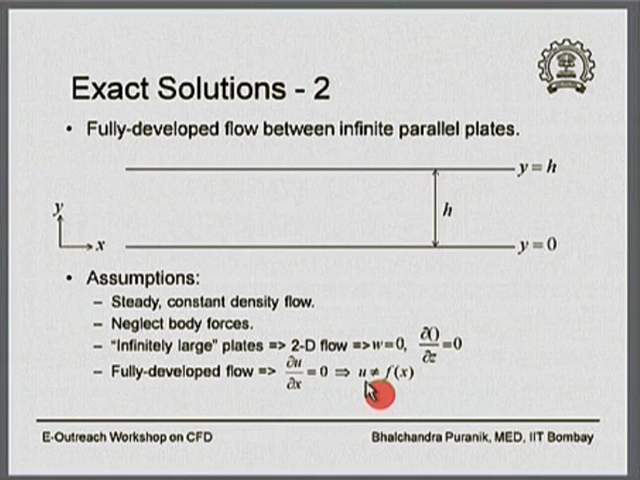 Exact Solutions - 2
• Fully-developed flow between infinite parallel plates.
y = h
h
y
x
y = 0
• Assumptions:
– Steady, constant density flow.
– Neglect body forces.
– "Infinitely large" plates => 2-D flow => w = 0, ∂()/∂z = 0
– Fully-developed flow => ∂u/∂x = 0 ⇒ u ≠ f(x)
E-Outreach Workshop on CFD
Bhalchandra Puranik, MED, IIT Bombay